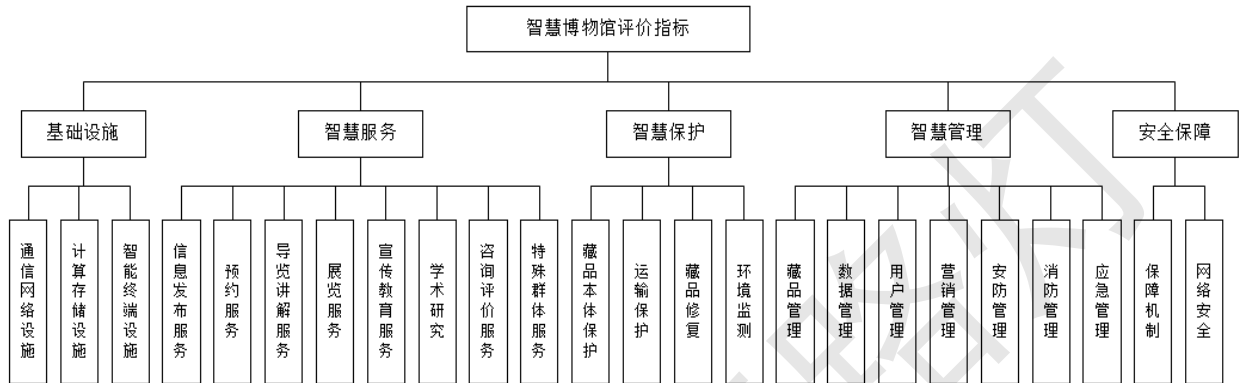 智慧博物馆评价指标
基础设施
智慧服务
智慧保护
智慧管理
安全保障
通信网络设施
计算存储设施
智能终端设施
信息发布服务
预约服务
导览讲解服务
展览服务
宣传教育服务
学术研究
咨询评价服务
特殊群体服务
藏品本体保护
运输保护
藏品修复
环境监测
藏品管理
数据管理
用户管理
营销管理
安防管理
消防管理
应急管理
保障机制
网络安全
路灯